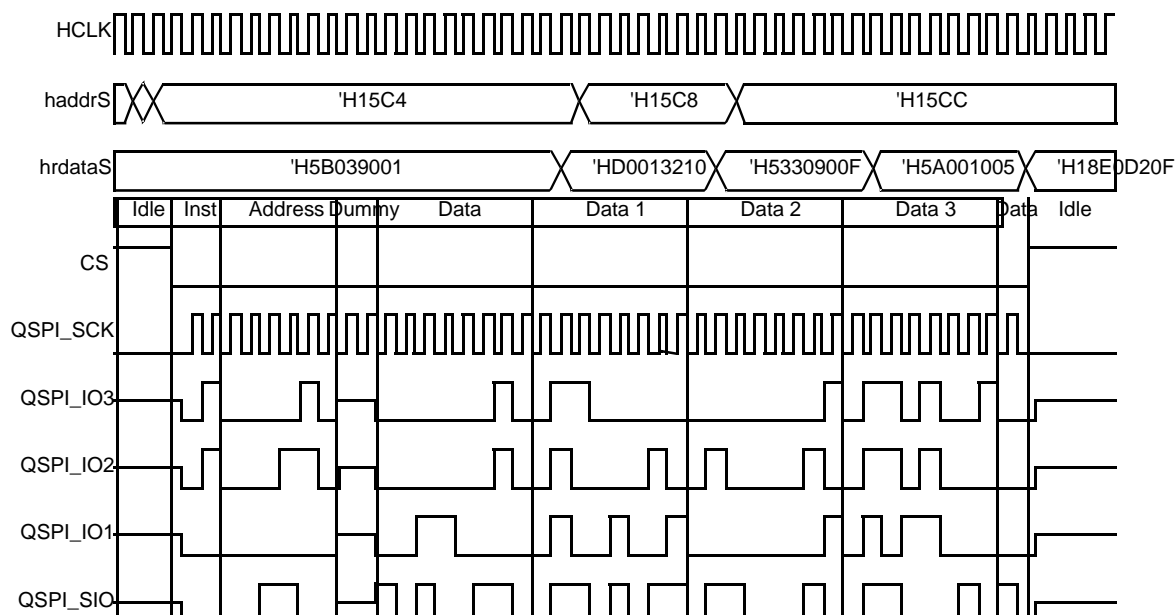 HCLK
haddrS 'H15C4 'H15C8 'H15CC
hrdataS 'H5B039001 'HD0013210 'H5330900F 'H5A001005 'H18E0D20F
Idle Inst Address Dummy Data Data 1 Data 2 Data 3 Data Idle
CS
QSPI_SCK
QSPI_IO3
QSPI_IO2
QSPI_IO1
QSPI_SIO